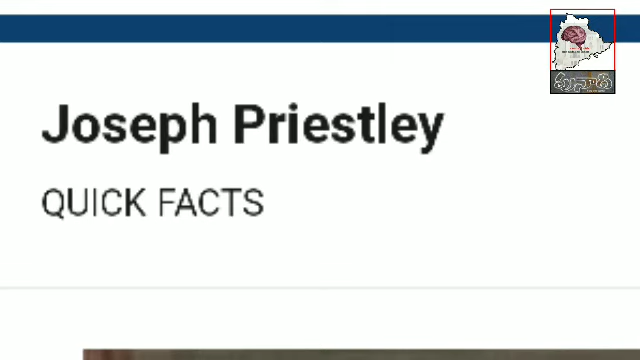 Joseph Priestley
QUICK FACTS
పునాది